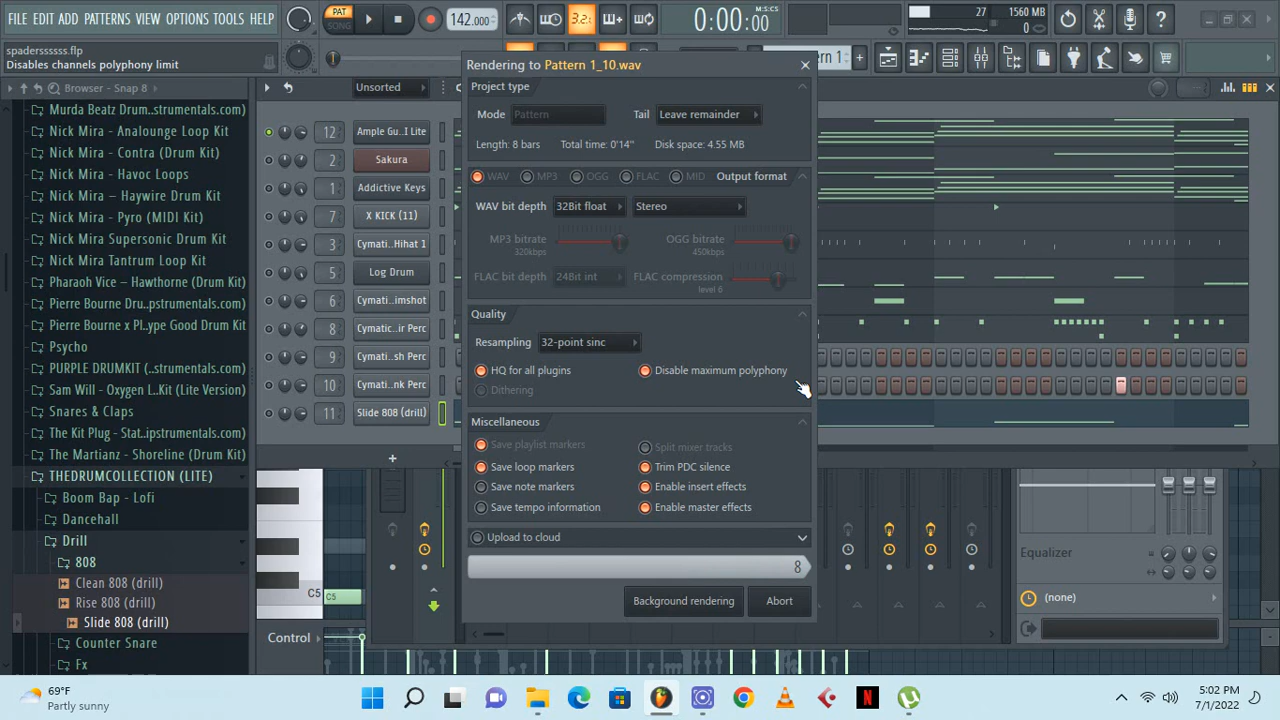 FILE EDIT ADD PATTERNS VIEW OPTIONS TOOLS HELP
PAT
SONG
142.000
3.2
0:00:00
M:S:CS
27
1560 MB
0
spaderssssss.flp
Disables channels polyphony limit
Browser - Snap 8
Unsorted
Murda Beatz Drum...strumentals.com)
Nick Mira - Analounge Loop Kit
Nick Mira - Contra (Drum Kit)
Nick Mira - Havoc Loops
Nick Mira - Haywire Drum Kit
Nick Mira - Pyro (MIDI Kit)
Nick Mira Supersonic Drum Kit
Nick Mira Tantrum Loop Kit
Pharaoh Vice – Hawthorne (Drum Kit)
Pierre Bourne Dru..pstrumentals.com)
Pierre Bourne x Pl..ype Good Drum Kit
Psycho
PURPLE DRUMKIT (..strumentals.com)
Sam Will - Oxygen L..Kit (Vintage Drums)
Snares & Claps
The Kit Plug - Stat..ipstrumentals.com)
The Martianz - Shoreline (Drum Kit)
THEDRUMCOLLECTION (LITE)
Boom Bap - Lofi
Dancehall
Drill
808
Clean 808 (drill)
Rise 808 (drill)
Slide 808 (drill)
Counter Snare
Fx
12 Ample Gu..J Lite
2 Sakura
1 Addictive Keys
7 X KICK (11)
3 Cymati..Hihat 1
5 Log Drum
6 Cymati...imshot
8 Cymatic..ir Perc
9 Cymati...sh Perc
10 Cymati...nk Perc
11 Slide 808 (drill)
+
C5
C5
Control
Rendering to Pattern 1_10.wav
Project type
Mode Pattern Tail Leave remainder
Length: 8 bars Total time: 0'14" Disk space: 4.55 MB
WAV MP3 OGG FLAC MID Output format
WAV bit depth 32Bit float Stereo
MP3 bitrate
320kbps
OGG bitrate
450kbps
FLAC bit depth 24Bit int FLAC compression
level 6
Quality
Resampling 32-point sinc
HQ for all plugins Disable maximum polyphony
Dithering
Miscellaneous
Save playlist markers Split mixer tracks
Save loop markers Trim PDC silence
Save note markers Enable insert effects
Save tempo information Enable master effects
Upload to cloud
8
Background rendering Abort
Equalizer
(none)
69°F
Partly sunny
5:02 PM
7/1/2022